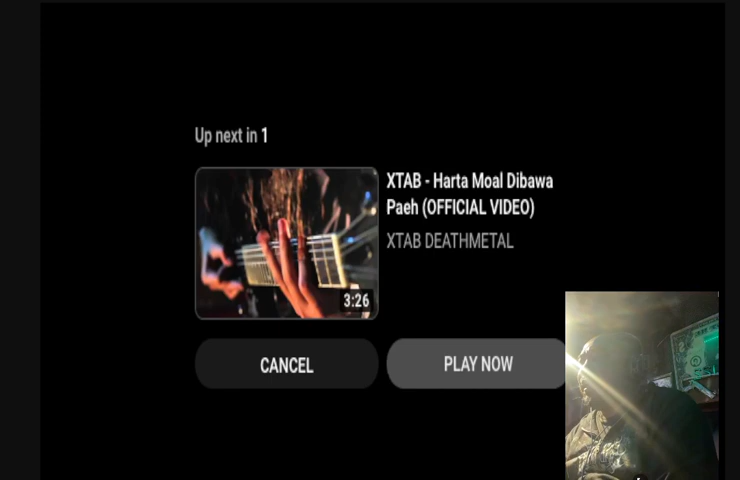 Up next in 1
XTAB - Harta Moal Dibawa
Paeh (OFFICIAL VIDEO)
XTAB DEATHMETAL
3:26
CANCEL
PLAY NOW